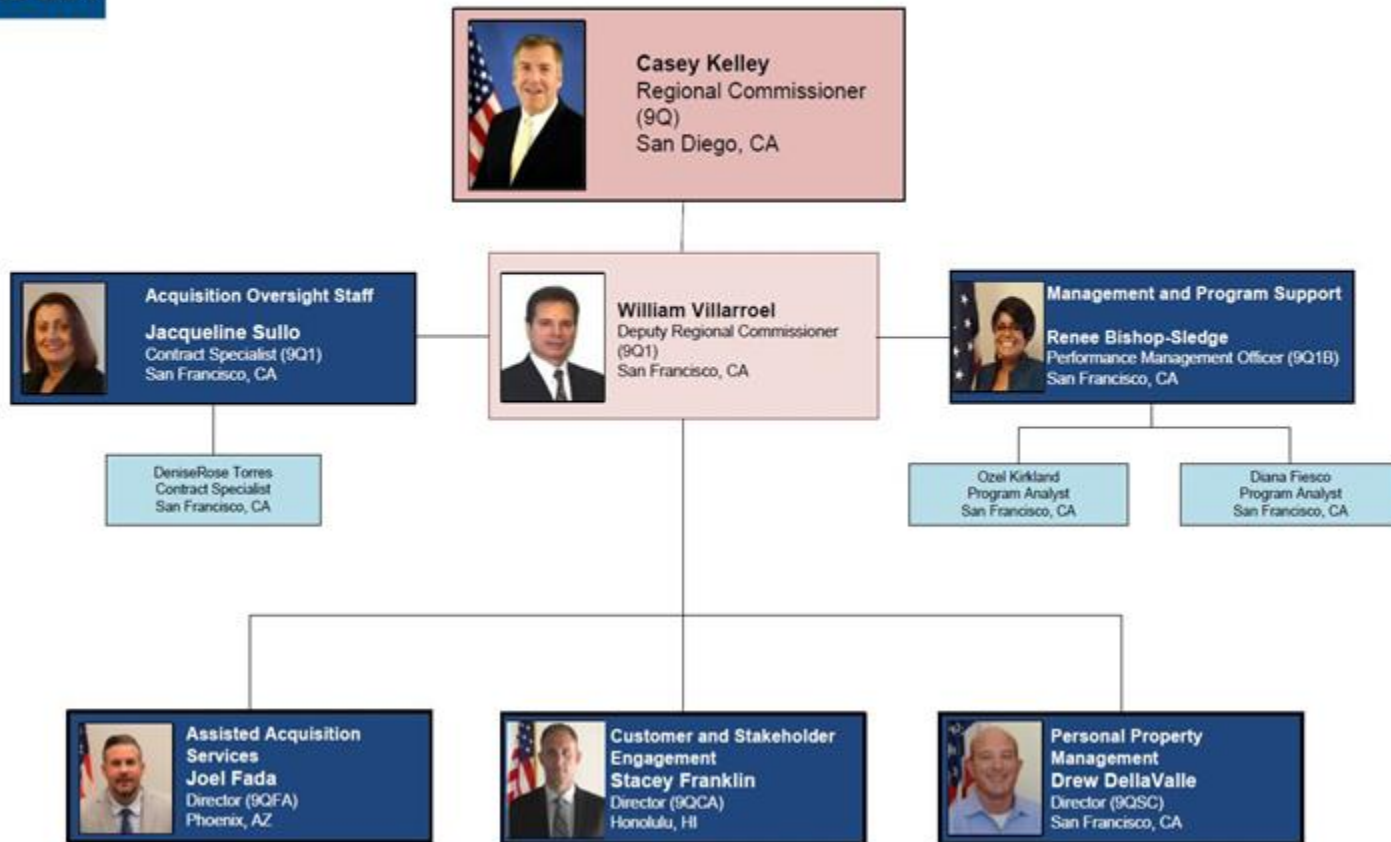 Casey Kelley
Regional Commissioner
(9Q)
San Diego, CA
Acquisition Oversight Staff
Jacqueline Sullo
Contract Specialist (9Q1)
San Francisco, CA
William Villarroel
Deputy Regional Commissioner
(9Q1)
San Francisco, CA
Management and Program Support
Renee Bishop-Sledge
Performance Management Officer (9Q1B)
San Francisco, CA
DeniseRose Torres
Contract Specialist
San Francisco, CA
Ozel Kirkland
Program Analyst
San Francisco, CA
Diana Fiesco
Program Analyst
San Francisco, CA
Assisted Acquisition
Services
Joel Fada
Director (9QFA)
Phoenix, AZ
Customer and Stakeholder
Engagement
Stacey Franklin
Director (9QCA)
Honolulu, HI
Personal Property
Management
Drew DellaValle
Director (9QSC)
San Francisco, CA